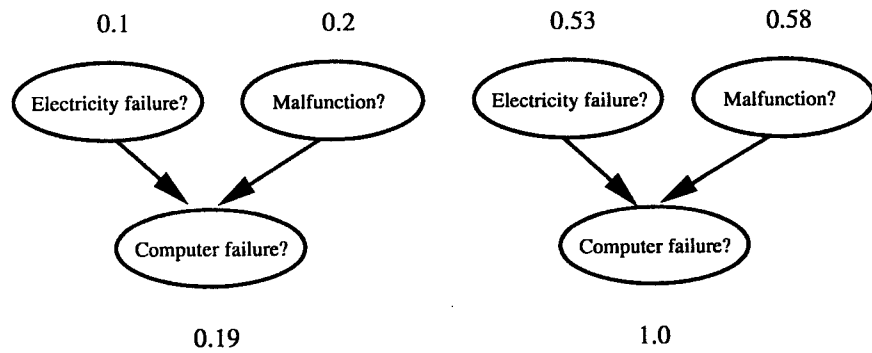 0.1 0.2 0.53 0.58
Electricity failure? Malfunction? Electricity failure? Malfunction?
Computer failure? Computer failure?
0.19 1.0